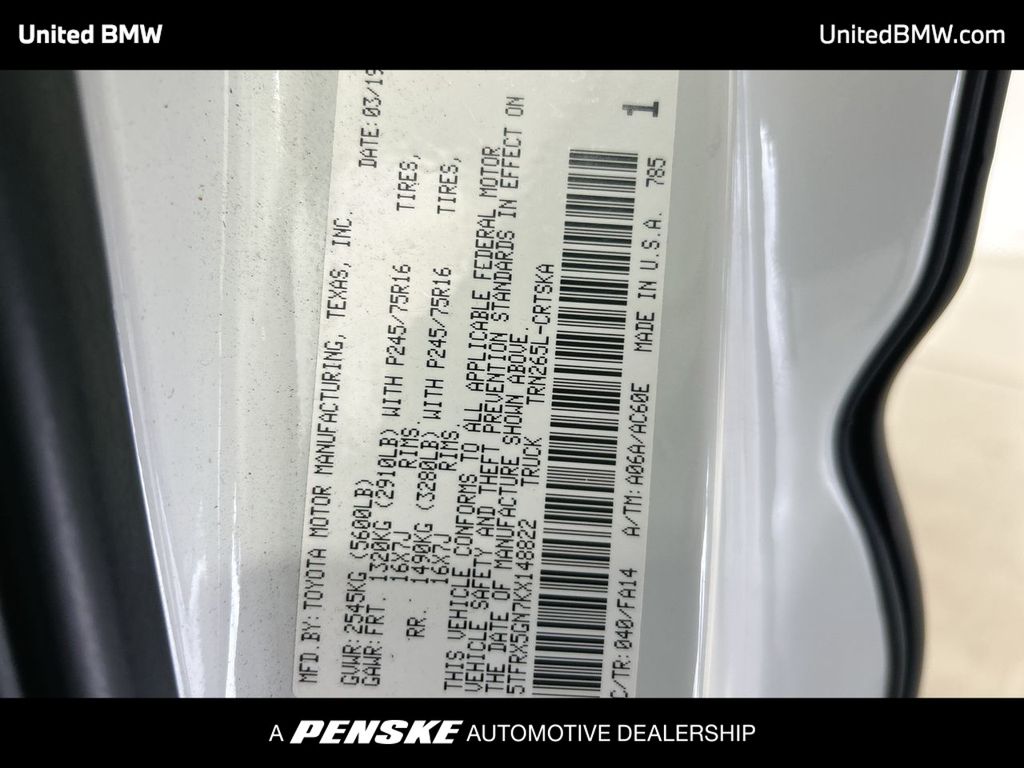 United BMW
UnitedBMW.com
MFD.BY: TOYOTA MOTOR MANUFACTURING, TEXAS, INC.
DATE: 03/19
GVWR: 2545KG (5600LB)
GAWR: FRT. 1320KG (2910LB) WITH P245/75R16 TIRES,
16X7J RIMS.
RR. 1490KG (3280LB) WITH P245/75R16 TIRES,
16X7J RIMS.
THIS VEHICLE CONFORMS TO ALL APPLICABLE FEDERAL MOTOR
VEHICLE SAFETY AND THEFT PREVENTION STANDARDS IN EFFECT ON
THE DATE OF MANUFACTURE SHOWN ABOVE.
5TFRX5GN7KX148822 TRUCK TRN265L-CRTSKA
C/TR: 040/FA14 A/TM: A06A/AC60E MADE IN U.S.A. 785
1
A PENSKE AUTOMOTIVE DEALERSHIP